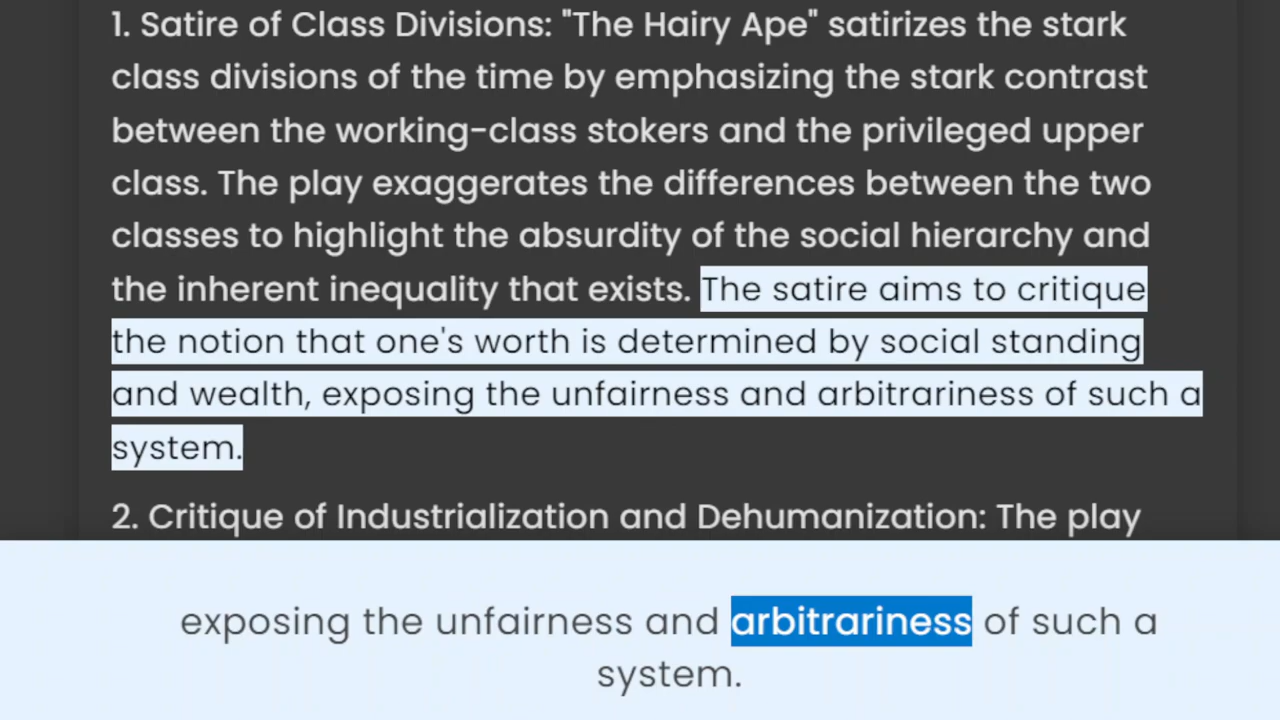 1. Satire of Class Divisions: "The Hairy Ape" satirizes the stark
class divisions of the time by emphasizing the stark contrast
between the working-class stokers and the privileged upper
class. The play exaggerates the differences between the two
classes to highlight the absurdity of the social hierarchy and
the inherent inequality that exists. The satire aims to critique
the notion that one's worth is determined by social standing
and wealth, exposing the unfairness and arbitrariness of such a
system.
2. Critique of Industrialization and Dehumanization: The play
exposing the unfairness and arbitrariness of such a
system.